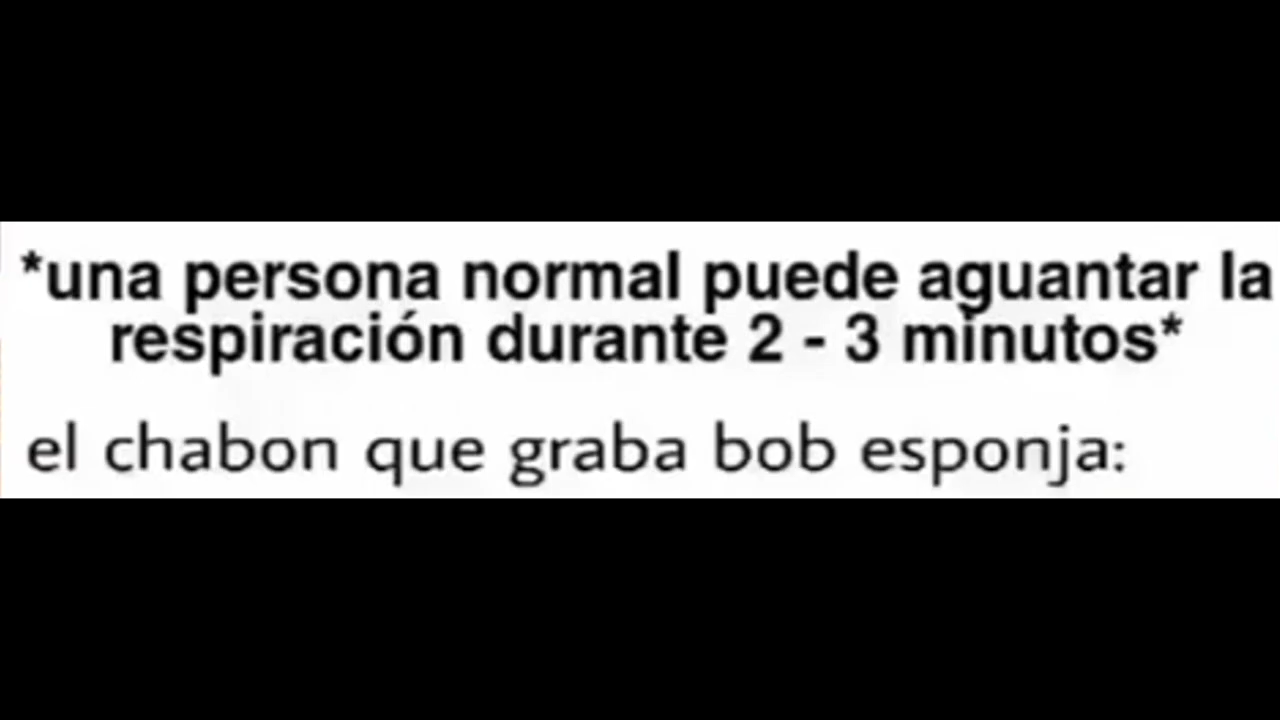 *una persona normal puede aguantar la
respiración durante 2 - 3 minutos*
el chabon que graba bob esponja: